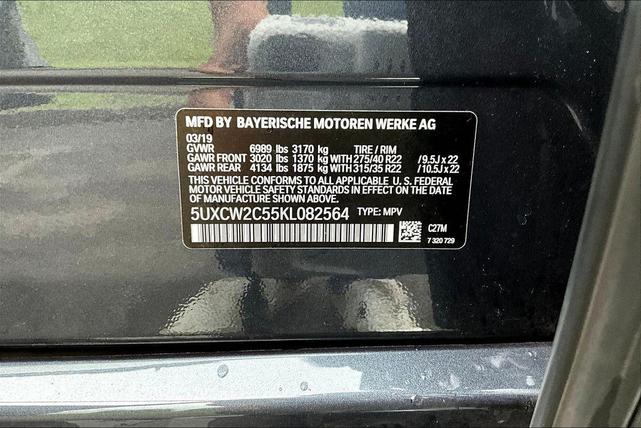 MFD BY BAYERISCHE MOTOREN WERKE AG
03/19
GVWR 6989 lbs 3170 kg TIRE / RIM
GAWR FRONT 3020 lbs 1370 kg WITH 275/40 R22 /9.5J x 22
GAWR REAR 4134 lbs 1875 kg WITH 315/35 R22 /10.5J x 22
THIS VEHICLE CONFORMS TO ALL APPLICABLE U.S. FEDERAL
MOTOR VEHICLE SAFETY STANDARDS IN EFFECT ON THE DATE
OF MANUFACTURE SHOWN ABOVE.
5UXCW2C55KL082564 TYPE: MPV
C27M
7 320 729